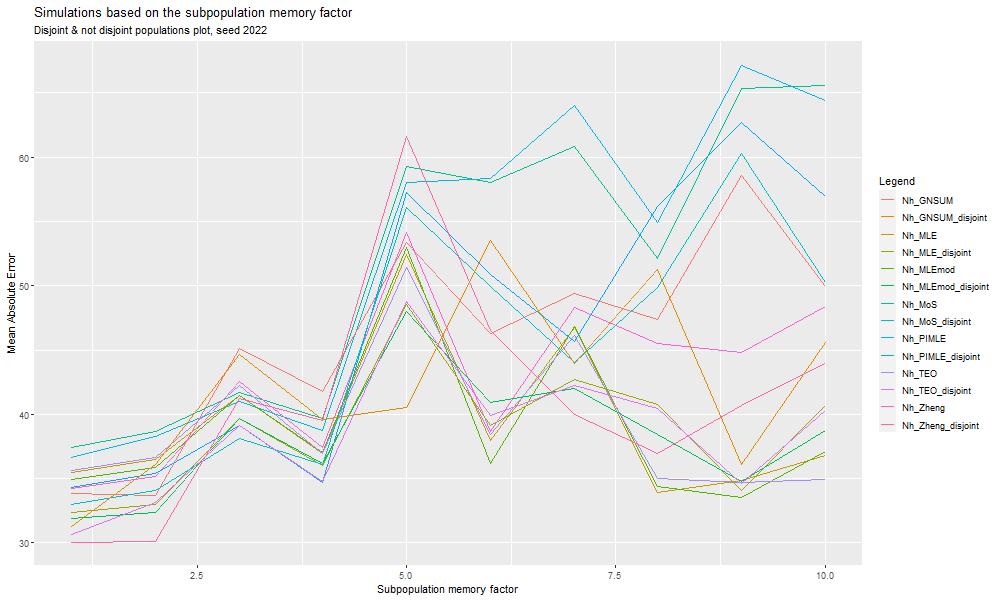 Simulations based on the subpopulation memory factor
Disjoint & not disjoint populations plot, seed 2022
Mean Absolute Error
60
50
40
30
2.5
5.0
7.5
10.0
Subpopulation memory factor
Legend
Nh_GNSUM
Nh_GNSUM_disjoint
Nh_MLE
Nh_MLE_disjoint
Nh_MLEmod
Nh_MLEmod_disjoint
Nh_MoS
Nh_MoS_disjoint
Nh_PIMLE
Nh_PIMLE_disjoint
Nh_TEO
Nh_TEO_disjoint
Nh_Zheng
Nh_Zheng_disjoint